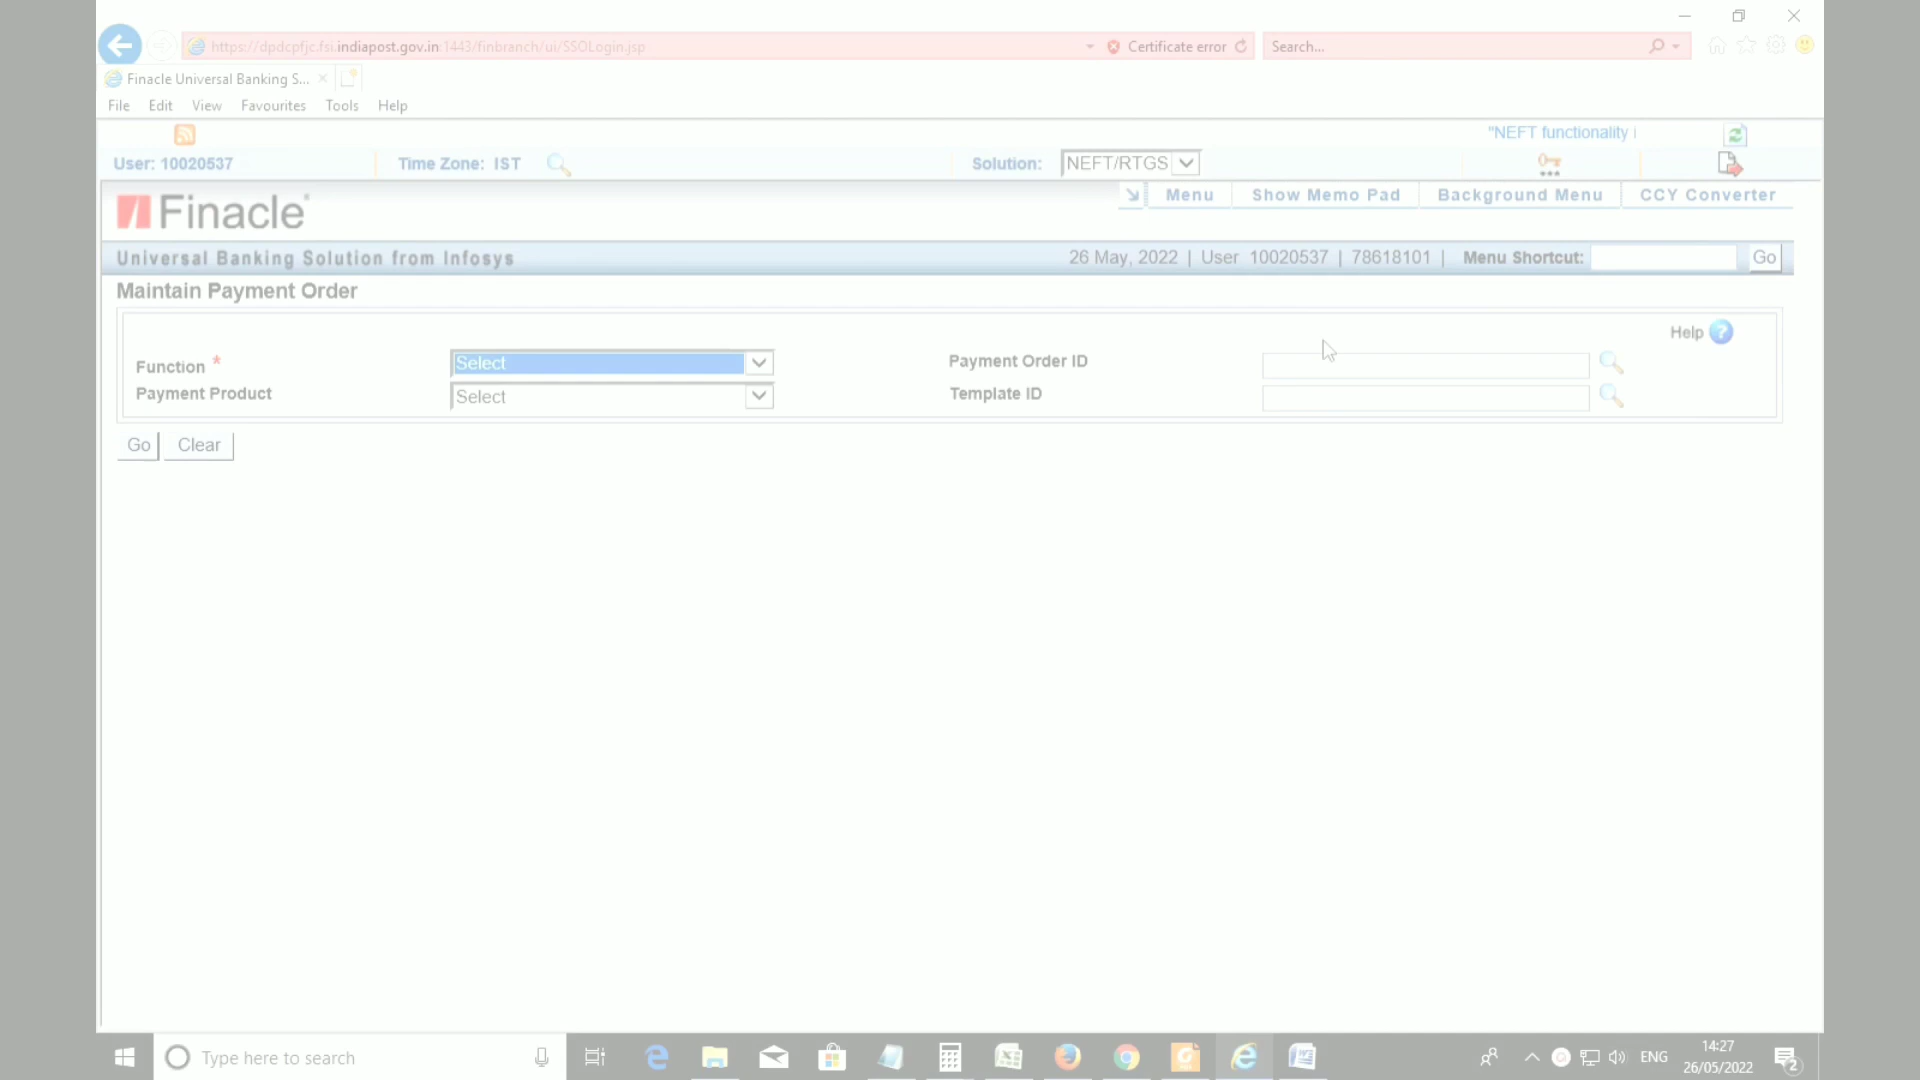 https://dpdcpfjc.fsi.indiapost.gov.in:1443/finbranch/ui/SSOLogin.jsp Certificate error Search...
Finacle Universal Banking S...
File Edit View Favourites Tools Help
"NEFT functionality i
User: 10020537 Time Zone: IST Solution: NEFT/RTGS
Menu Show Memo Pad Background Menu CCY Converter
Finacle
Universal Banking Solution from Infosys 26 May, 2022 | User 10020537 | 78618101 | Menu Shortcut: Go
Maintain Payment Order
Help ?
Function * Select Payment Order ID
Payment Product Select Template ID
Go Clear
Type here to search ENG 14:27
26/05/2022 2